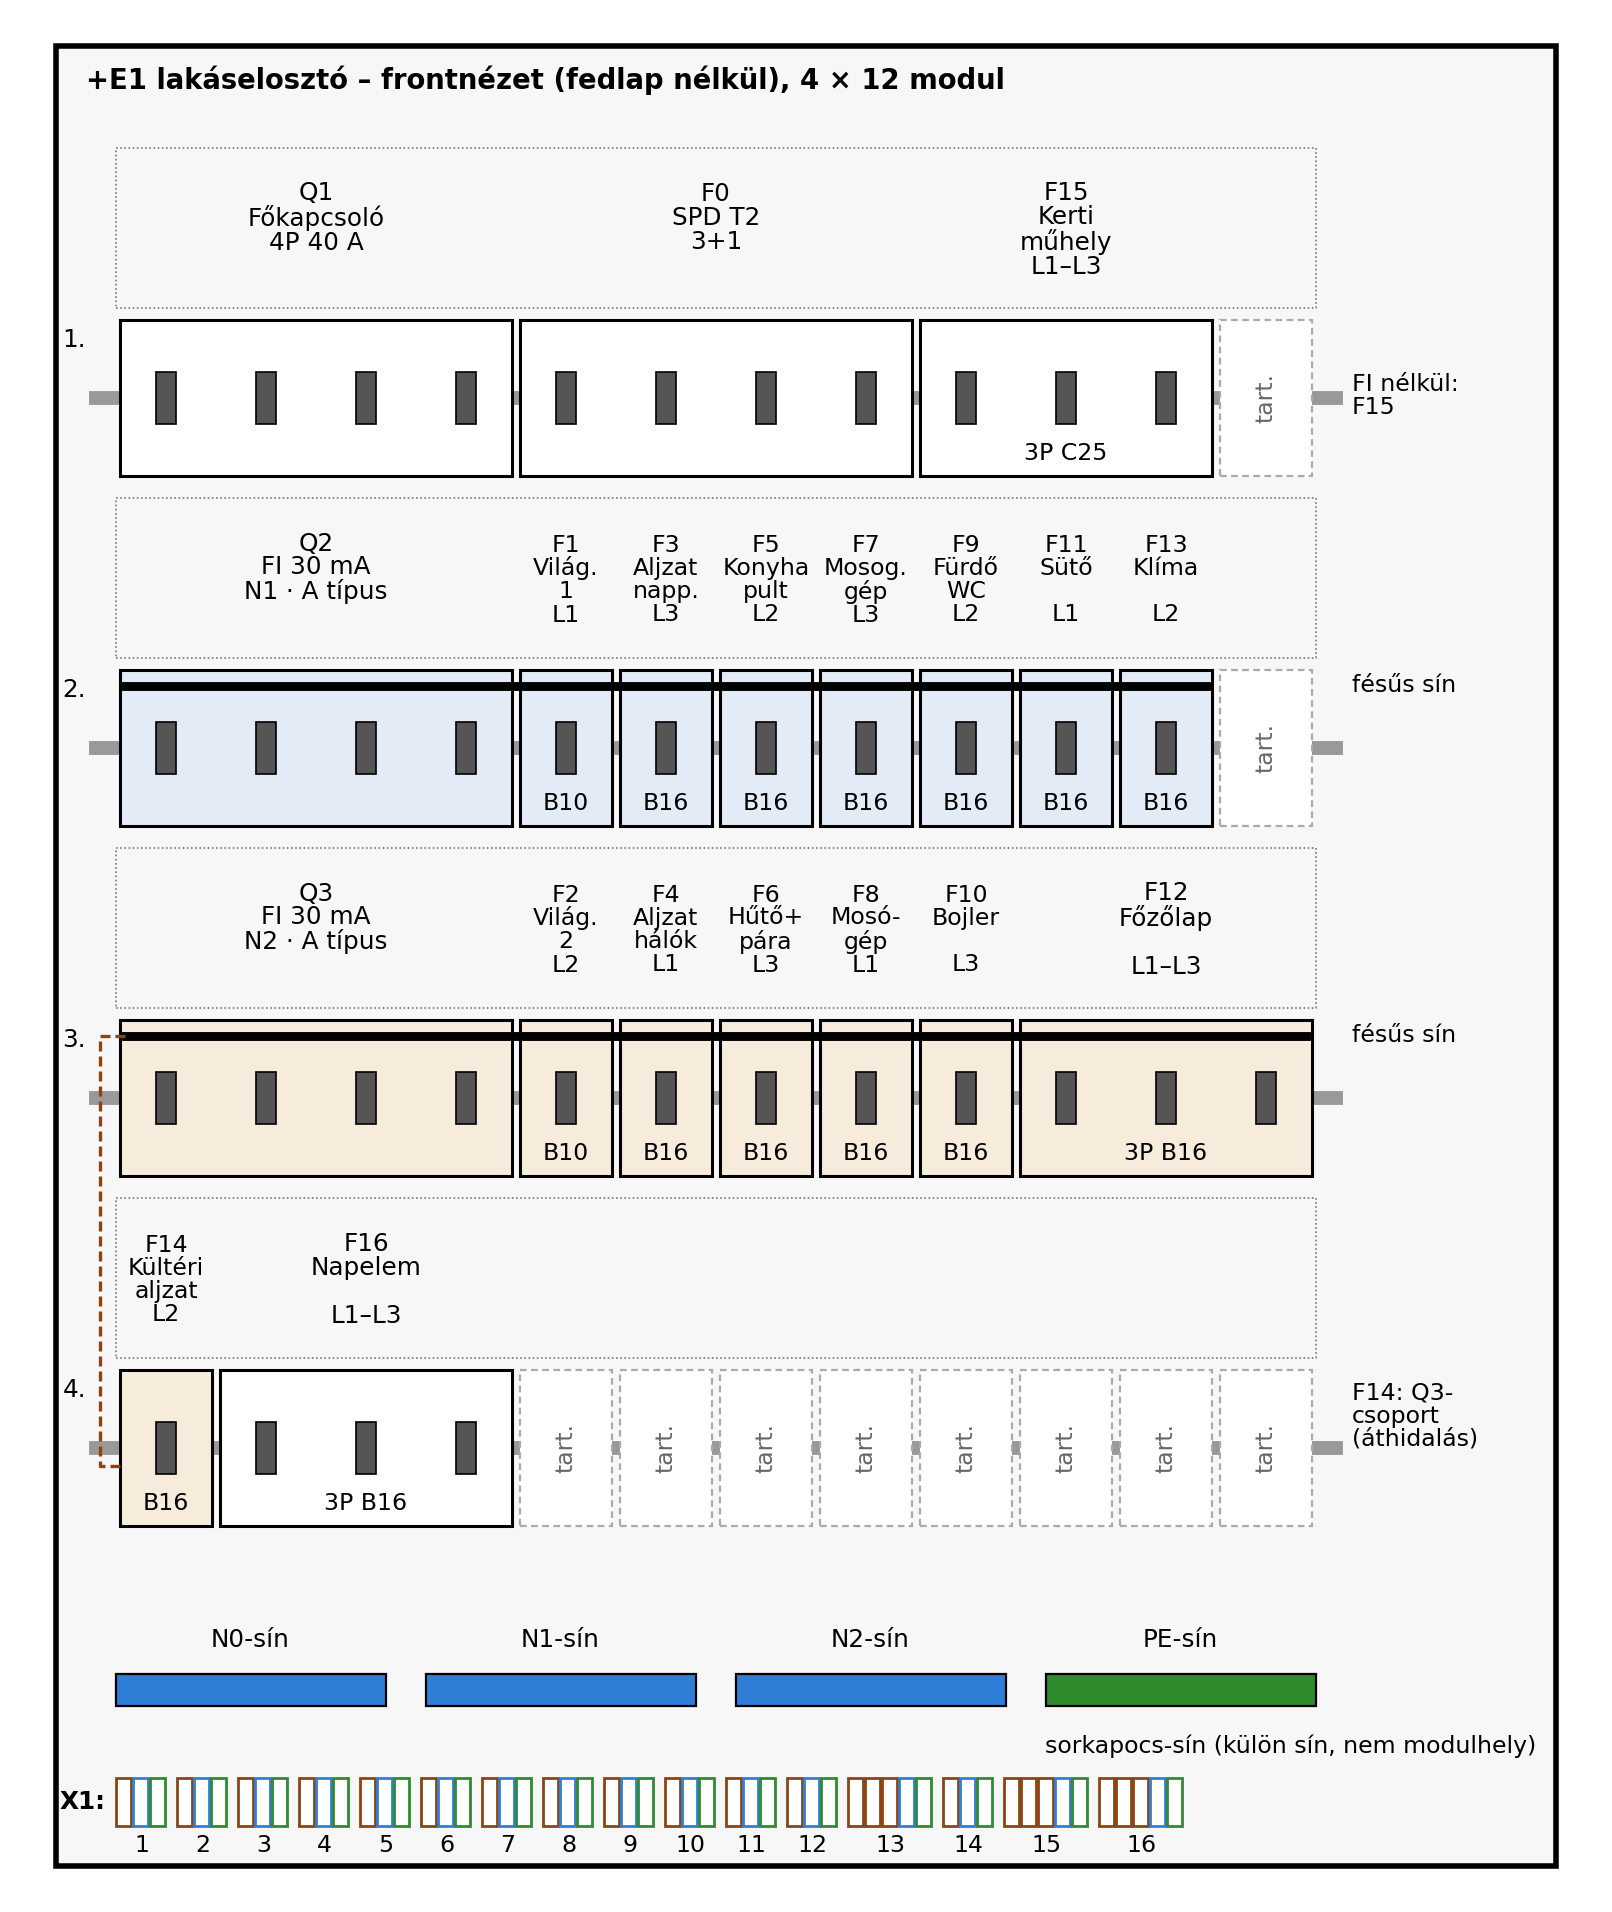 +E1 lakáselosztó – frontnézet (fedlap nélkül), 4 × 12 modul
Q1
Főkapcsoló
4P 40 A
F0
SPD T2
3+1
F15
Kerti
műhely
L1–L3
1.
3P C25
tart.
FI nélkül:
F15
Q2
FI 30 mA
N1 · A típus
F1
Világ.
1
L1
F3
Aljzat
napp.
L3
F5
Konyha
pult
L2
F7
Mosog.
gép
L3
F9
Fürdő
WC
L2
F11
Sütő
L1
F13
Klíma
L2
2.
B10
B16
B16
B16
B16
B16
B16
tart.
fésűs sín
Q3
FI 30 mA
N2 · A típus
F2
Világ.
2
L2
F4
Aljzat
hálók
L1
F6
Hűtő+
pára
L3
F8
Mosó-
gép
L1
F10
Bojler
L3
F12
Főzőlap
L1–L3
3.
B10
B16
B16
B16
B16
3P B16
fésűs sín
F14
Kültéri
aljzat
L2
F16
Napelem
L1–L3
4.
B16
3P B16
tart.
tart.
tart.
tart.
tart.
tart.
tart.
tart.
F14: Q3-
csoport
(áthidalás)
N0-sín
N1-sín
N2-sín
PE-sín
sorkapocs-sín (külön sín, nem modulhely)
X1:
1 2 3 4 5 6 7 8 9 10 11 12 13 14 15 16